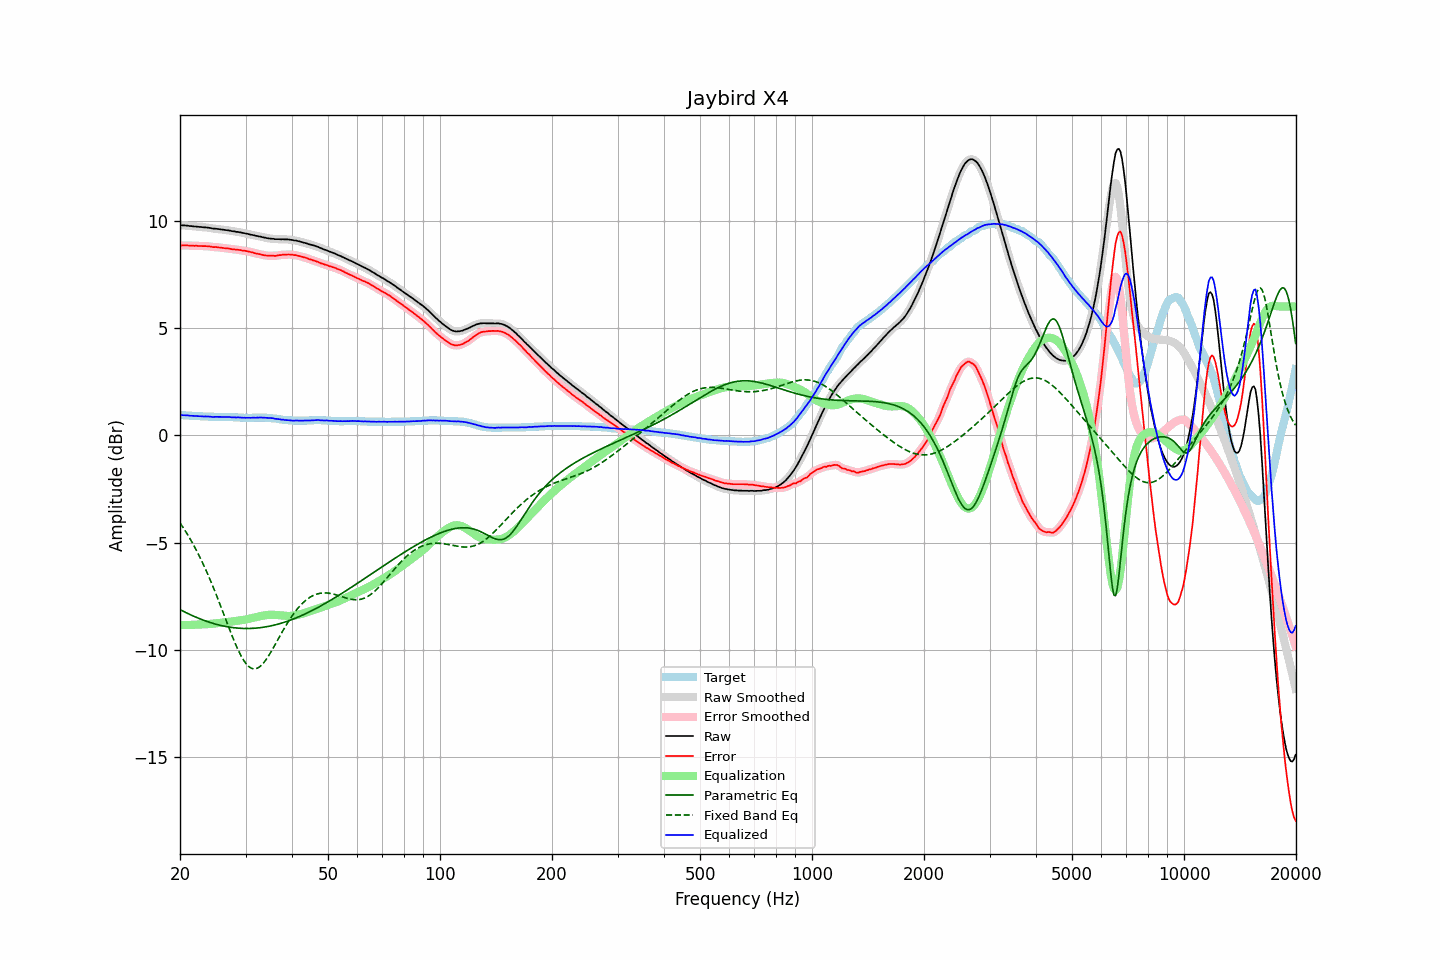 Jaybird X4
Amplitude (dBr)
10
5
0
−5
−10
−15
Target
Raw Smoothed
Error Smoothed
Raw
Error
Equalization
Parametric Eq
Fixed Band Eq
Equalized
20 50 100 200 500 1000 2000 5000 10000 20000
Frequency (Hz)